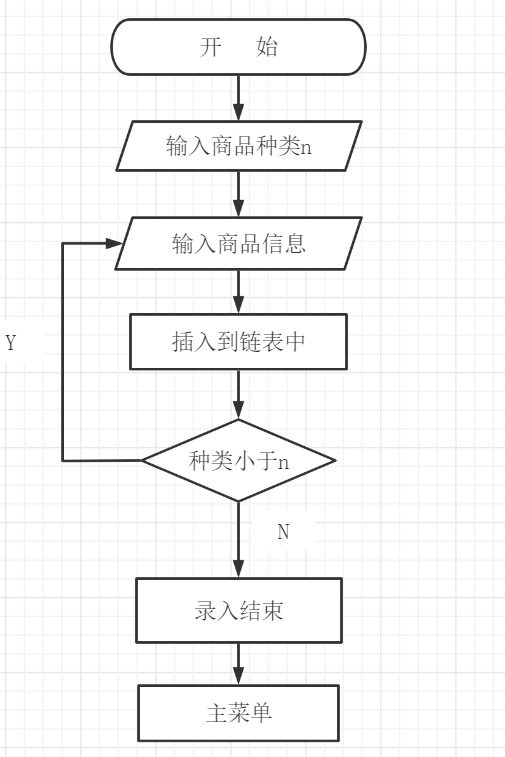 开 始
输入商品种类n
输入商品信息
插入到链表中
Y
种类小于n
N
录入结束
主菜单